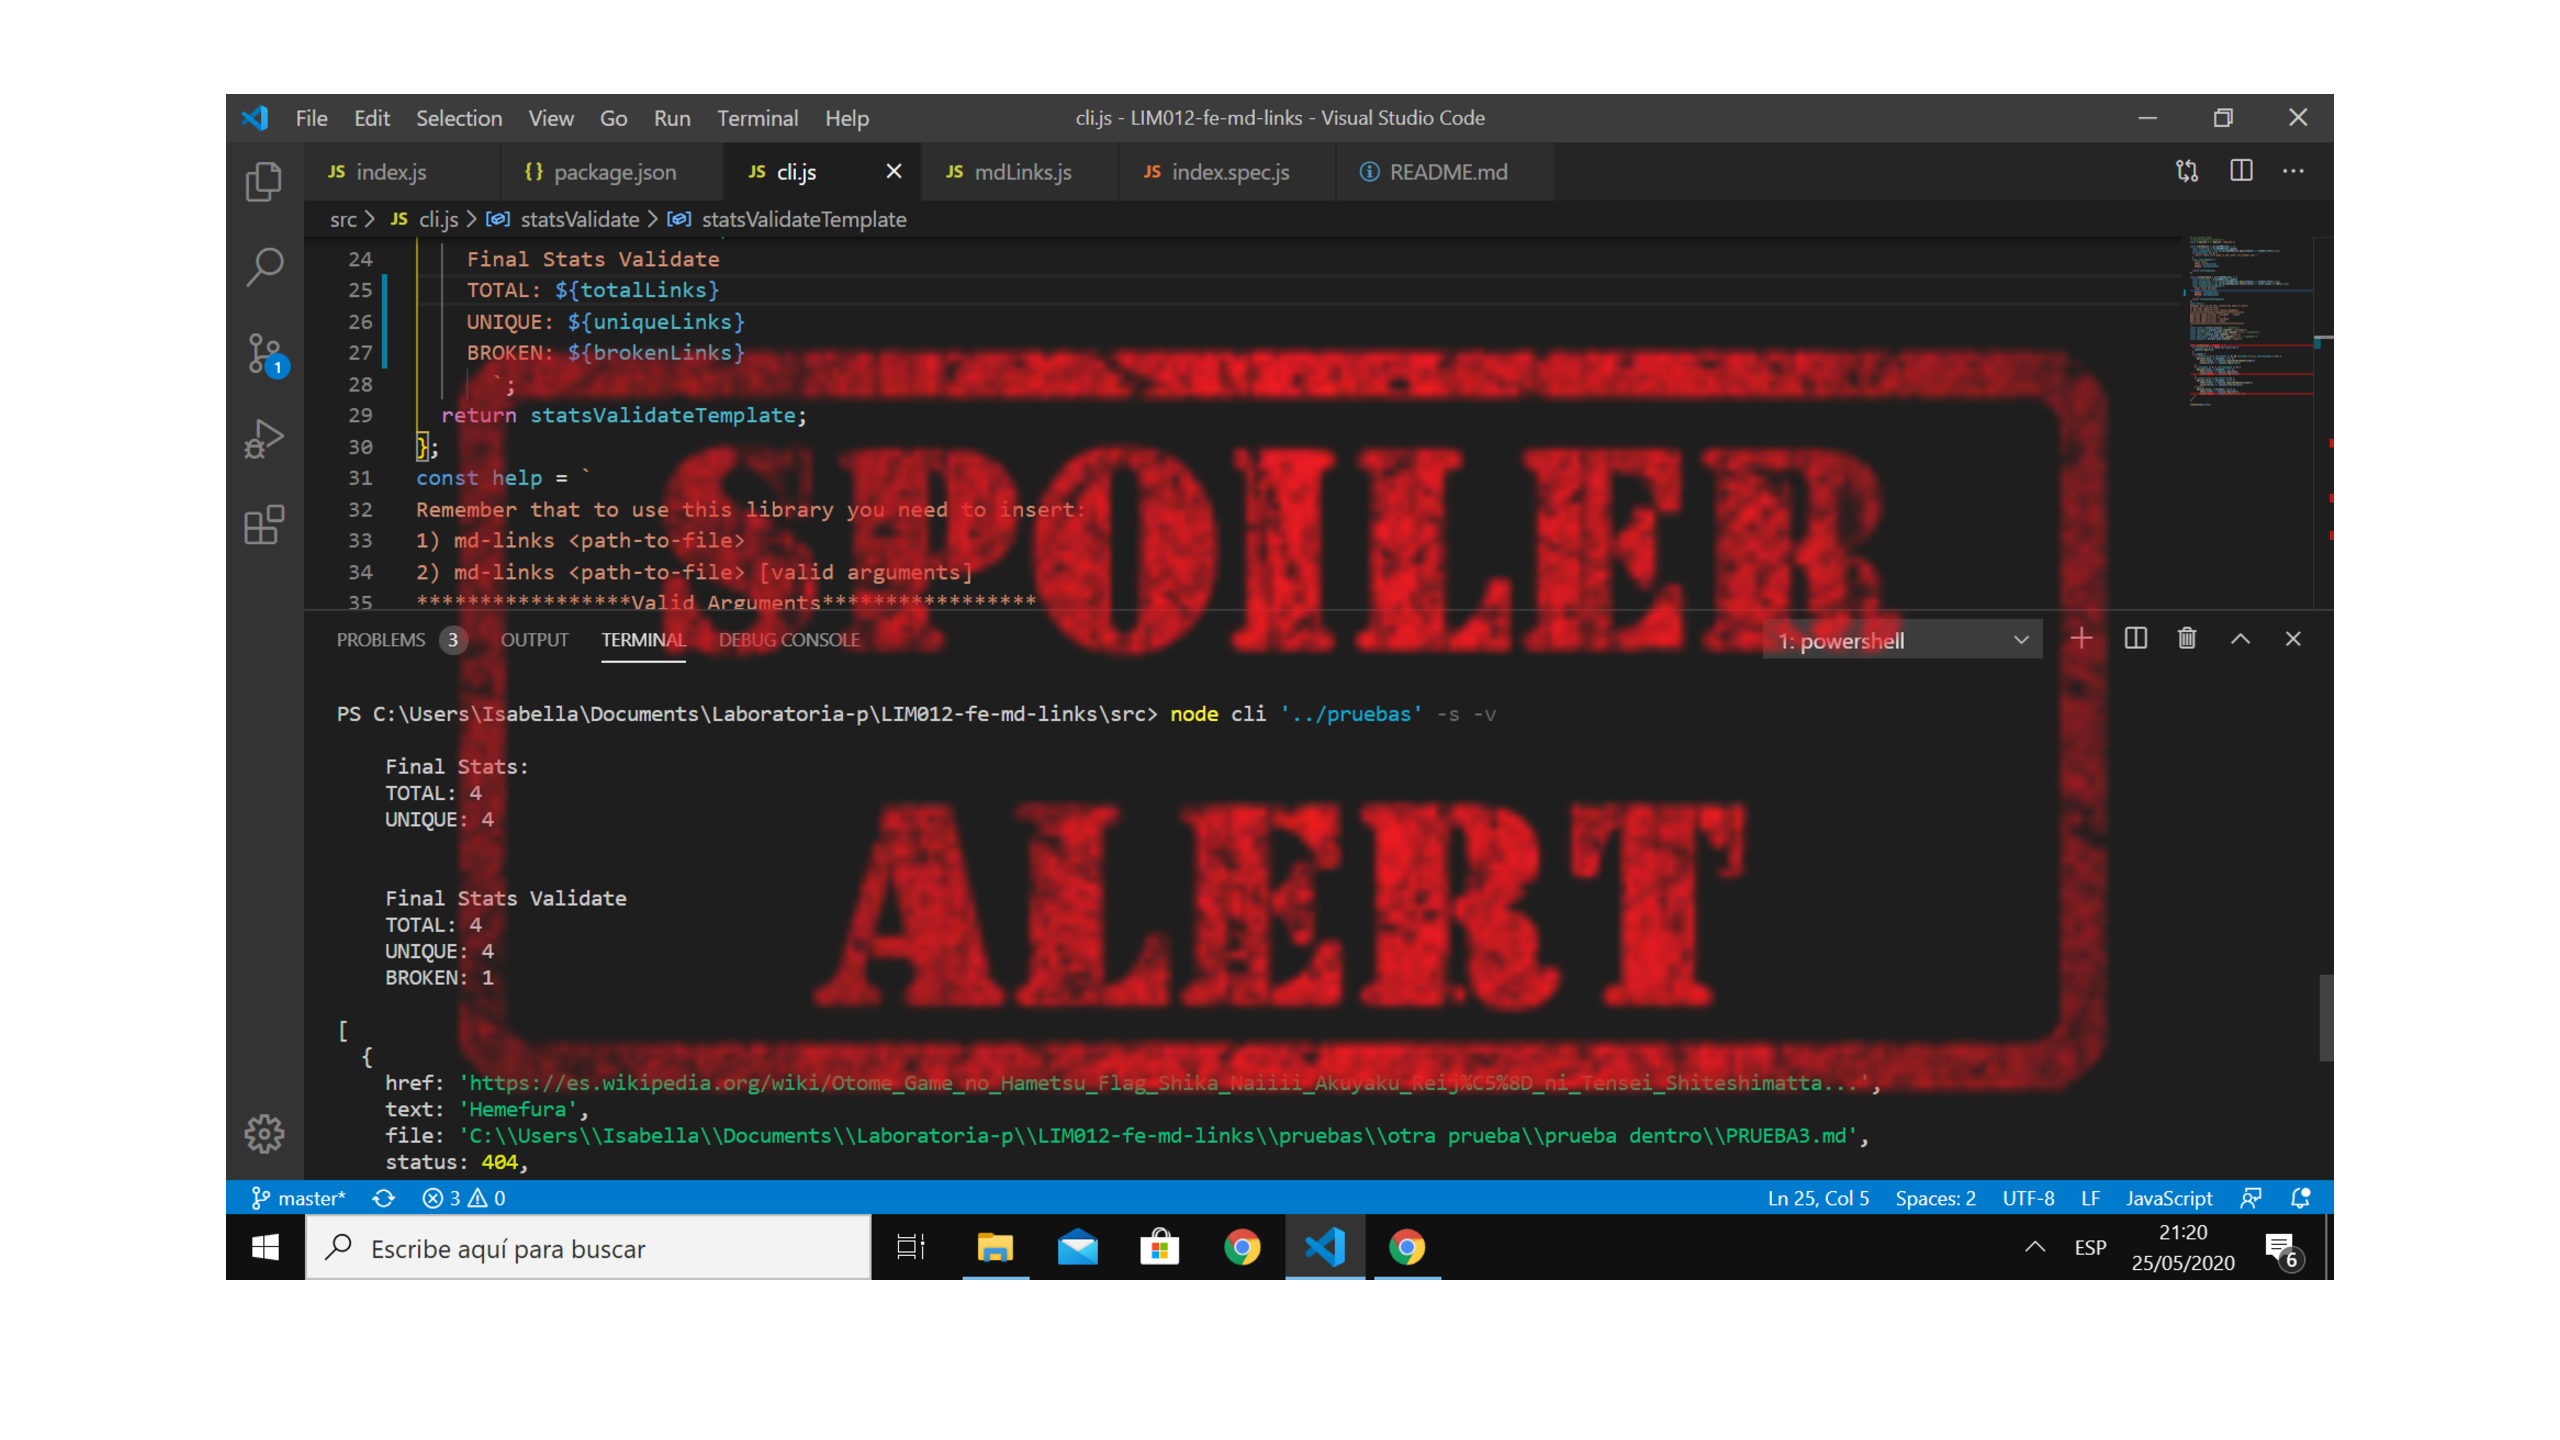 File Edit Selection View Go Run Terminal Help cli.js - LIM012-fe-md-links - Visual Studio Code
JS index.js {} package.json JS cli.js JS mdLinks.js JS index.spec.js README.md
src > JS cli.js > statsValidate > statsValidateTemplate
24 Final Stats Validate
25 TOTAL: ${totalLinks}
26 UNIQUE: ${uniqueLinks}
27 BROKEN: ${brokenLinks}
28 `;
29 return statsValidateTemplate;
30 };
31 const help = `
32 Remember that to use this library you need to insert:
33 1) md-links <path-to-file>
34 2) md-links <path-to-file> [valid arguments]
35 *****************Valid Arguments*****************
SPOILER
ALERT
PROBLEMS 3 OUTPUT TERMINAL DEBUG CONSOLE 1: powershell
PS C:\Users\Isabella\Documents\Laboratoria-p\LIM012-fe-md-links\src> node cli '../pruebas' -s -v
Final Stats:
TOTAL: 4
UNIQUE: 4
Final Stats Validate
TOTAL: 4
UNIQUE: 4
BROKEN: 1
[
{
href: 'https://es.wikipedia.org/wiki/Otome_Game_no_Hametsu_Flag_Shika_Naiiii_Akuyaku_Reij%C5%8D_ni_Tensei_Shiteshimatta...',
text: 'Hemefura',
file: 'C:\\Users\\Isabella\\Documents\\Laboratoria-p\\LIM012-fe-md-links\\pruebas\\otra prueba\\prueba dentro\\PRUEBA3.md',
status: 404,
master* 3 0 Ln 25, Col 5 Spaces: 2 UTF-8 LF JavaScript
Escribe aquí para buscar
ESP
21:20
25/05/2020
6
1